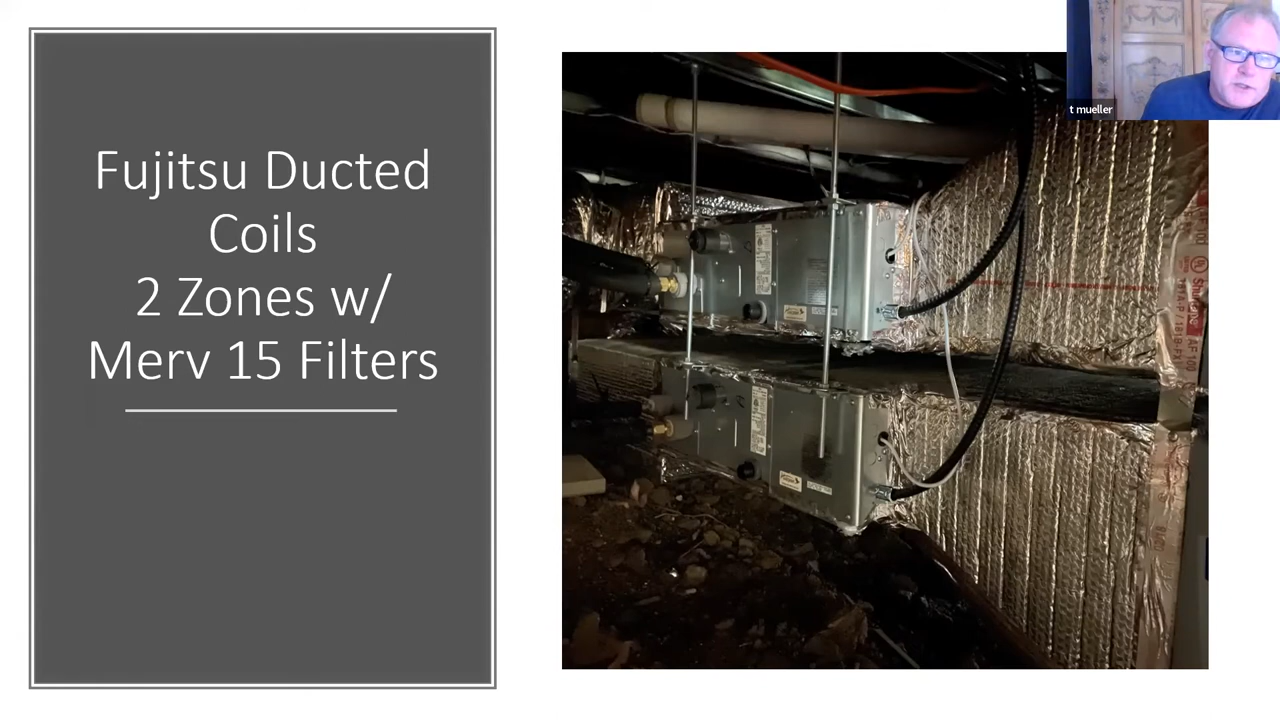 Fujitsu Ducted
Coils
2 Zones w/
Merv 15 Filters
t mueller